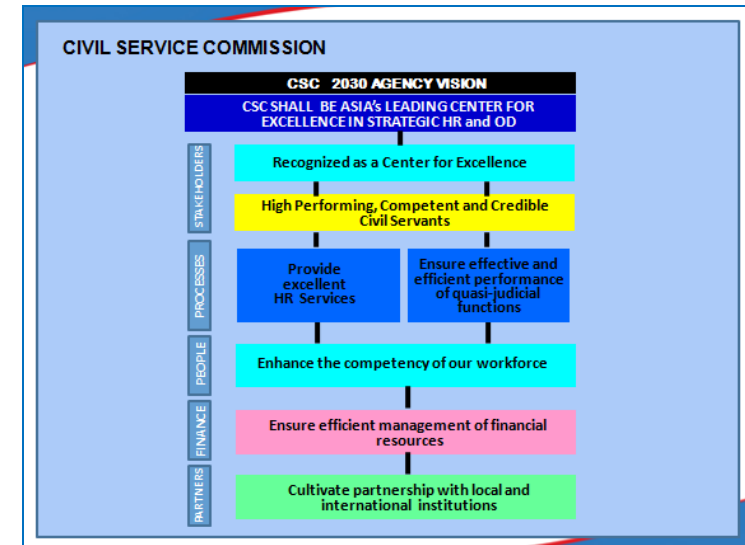 CIVIL SERVICE COMMISSION
CSC 2030 AGENCY VISION
CSC SHALL BE ASIA's LEADING CENTER FOR
EXCELLENCE IN STRATEGIC HR and OD
STAKEHOLDERS
Recognized as a Center for Excellence
High Performing, Competent and Credible
Civil Servants
PROCESSES
Provide
excellent
HR Services
Ensure effective and
efficient performance
of quasi-judicial
functions
PEOPLE
Enhance the competency of our workforce
FINANCE
Ensure efficient management of financial
resources
PARTNERS
Cultivate partnership with local and
international institutions